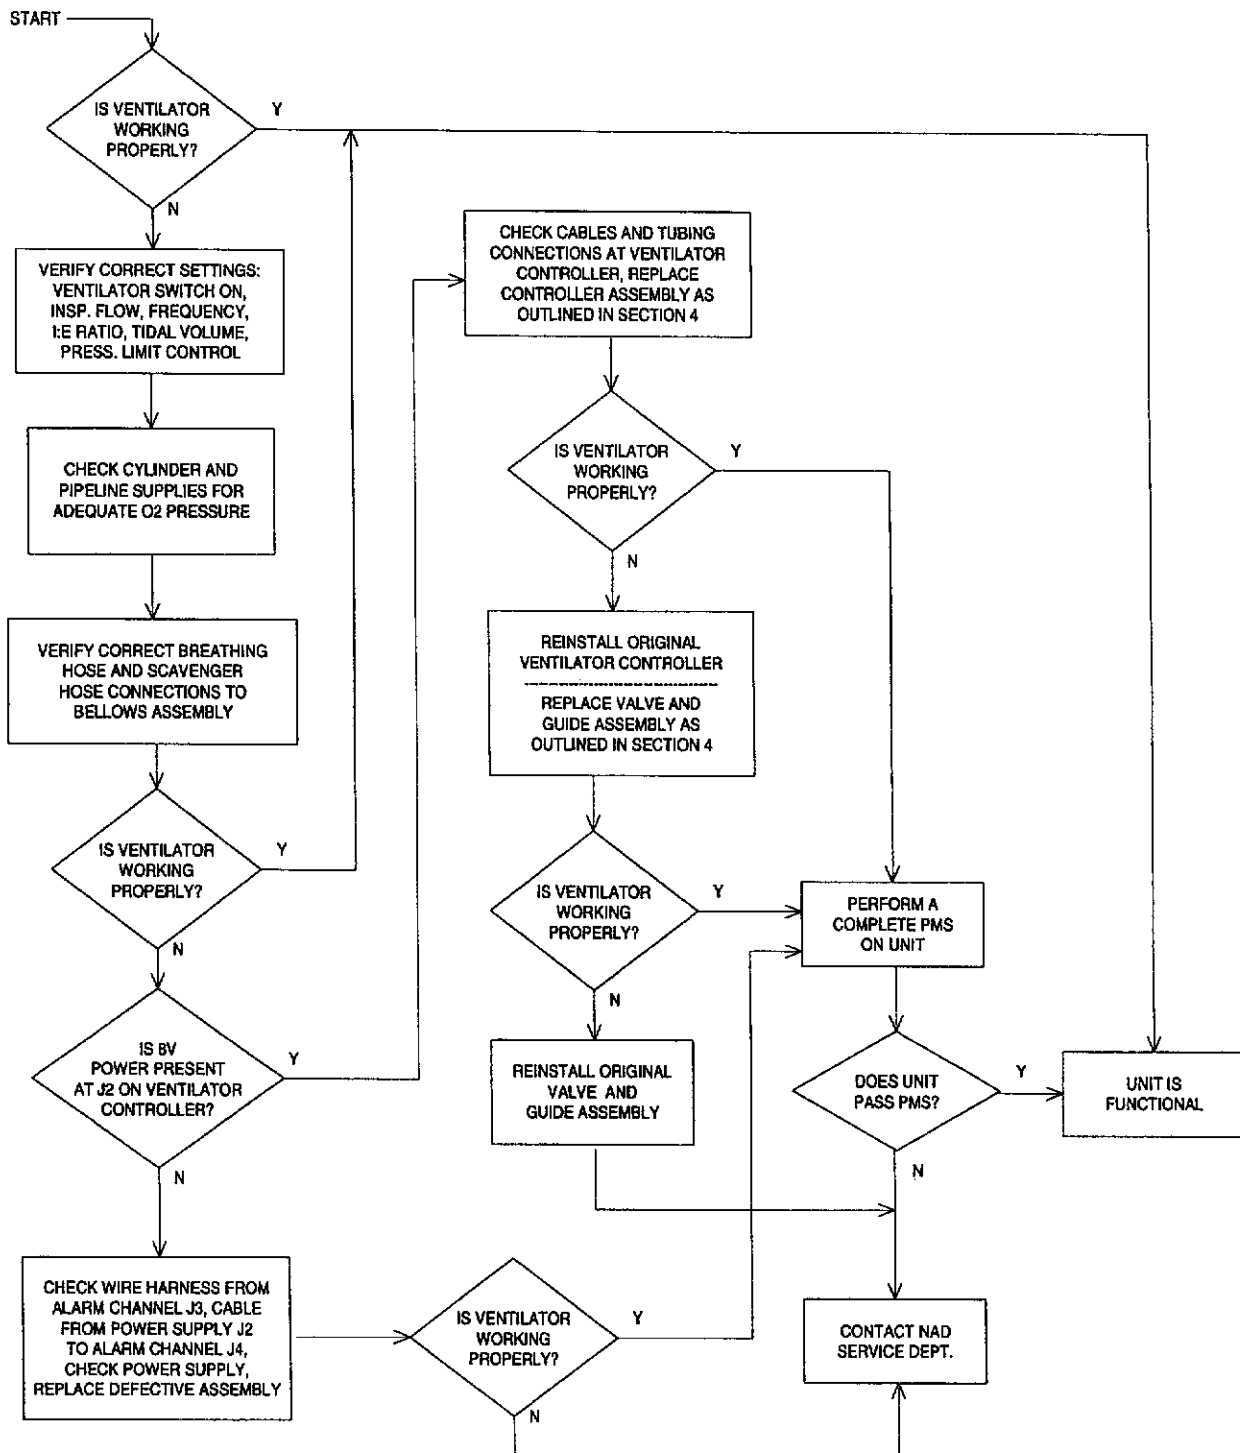 START
IS VENTILATOR
WORKING
PROPERLY?
Y
N
VERIFY CORRECT SETTINGS:
VENTILATOR SWITCH ON,
INSP. FLOW, FREQUENCY,
I:E RATIO, TIDAL VOLUME,
PRESS. LIMIT CONTROL
CHECK CYLINDER AND
PIPELINE SUPPLIES FOR
ADEQUATE O2 PRESSURE
VERIFY CORRECT BREATHING
HOSE AND SCAVENGER
HOSE CONNECTIONS TO
BELLOWS ASSEMBLY
IS VENTILATOR
WORKING
PROPERLY?
Y
N
IS 8V
POWER PRESENT
AT J2 ON VENTILATOR
CONTROLLER?
Y
N
CHECK WIRE HARNESS FROM
ALARM CHANNEL J3, CABLE
FROM POWER SUPPLY J2
TO ALARM CHANNEL J4,
CHECK POWER SUPPLY,
REPLACE DEFECTIVE ASSEMBLY
IS VENTILATOR
WORKING
PROPERLY?
Y
N
CHECK CABLES AND TUBING
CONNECTIONS AT VENTILATOR
CONTROLLER, REPLACE
CONTROLLER ASSEMBLY AS
OUTLINED IN SECTION 4
IS VENTILATOR
WORKING
PROPERLY?
Y
N
REINSTALL ORIGINAL
VENTILATOR CONTROLLER
REPLACE VALVE AND
GUIDE ASSEMBLY AS
OUTLINED IN SECTION 4
IS VENTILATOR
WORKING
PROPERLY?
Y
N
REINSTALL ORIGINAL
VALVE AND
GUIDE ASSEMBLY
PERFORM A
COMPLETE PMS
ON UNIT
DOES UNIT
PASS PMS?
Y
N
UNIT IS
FUNCTIONAL
CONTACT NAD
SERVICE DEPT.